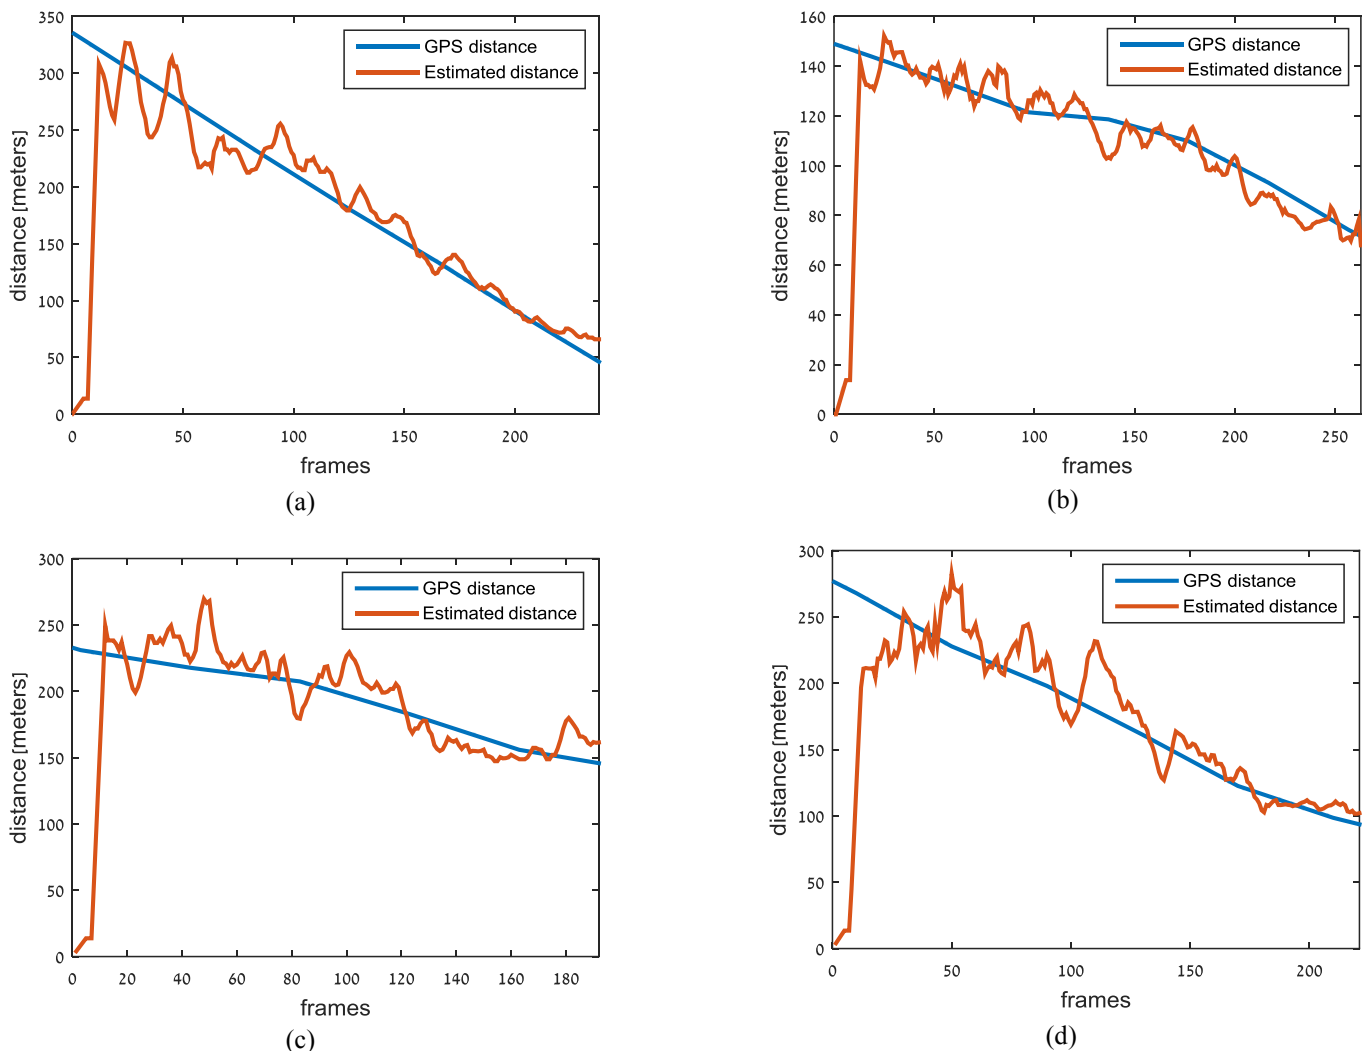 350
300
250
200
150
100
50
0
distance [meters]
GPS distance
Estimated distance
0 50 100 150 200
frames
(a)
160
140
120
100
80
60
40
20
0
distance [meters]
GPS distance
Estimated distance
0 50 100 150 200 250
frames
(b)
300
250
200
150
100
50
0
distance [meters]
GPS distance
Estimated distance
0 20 40 60 80 100 120 140 160 180
frames
(c)
300
250
200
150
100
50
0
distance [meters]
GPS distance
Estimated distance
0 50 100 150 200
frames
(d)